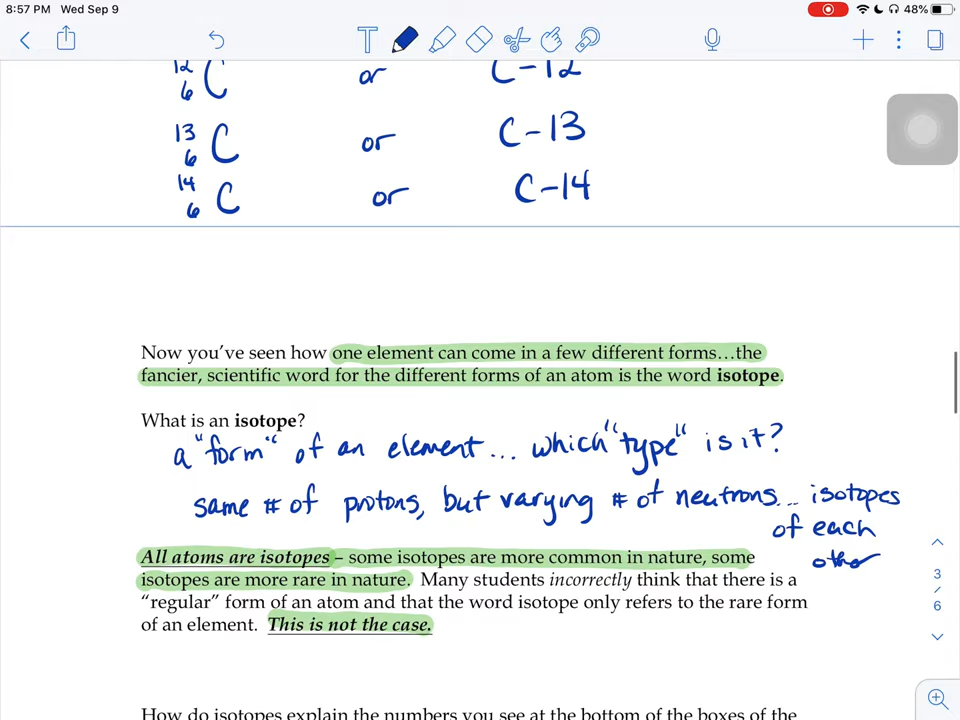 8:57 PM Wed Sep 9 48%
T
12
6 C or C-12
13
6 C or C-13
14
6 C or C-14
Now you've seen how one element can come in a few different forms…the
fancier, scientific word for the different forms of an atom is the word isotope.
What is an isotope?
a "form" of an element... which "type" is it?
same # of protons, but varying # of neutrons... isotopes
of each
other
All atoms are isotopes – some isotopes are more common in nature, some
isotopes are more rare in nature. Many students incorrectly think that there is a
"regular" form of an atom and that the word isotope only refers to the rare form
of an element. This is not the case.
3
/
6
How do isotopes explain the numbers you see at the bottom of the boxes of the